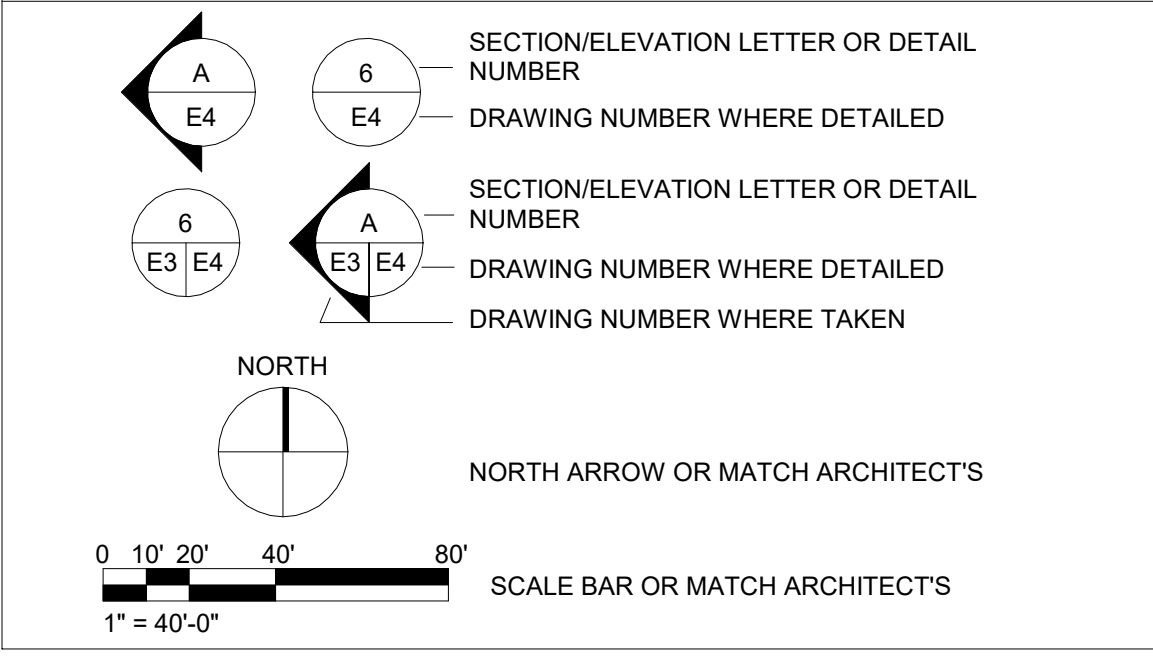 A
E4
6
E4
SECTION/ELEVATION LETTER OR DETAIL
NUMBER
DRAWING NUMBER WHERE DETAILED
6
E3 E4
A
E3 E4
SECTION/ELEVATION LETTER OR DETAIL
NUMBER
DRAWING NUMBER WHERE DETAILED
DRAWING NUMBER WHERE TAKEN
NORTH
NORTH ARROW OR MATCH ARCHITECT'S
0 10' 20' 40' 80'
SCALE BAR OR MATCH ARCHITECT'S
1" = 40'-0"